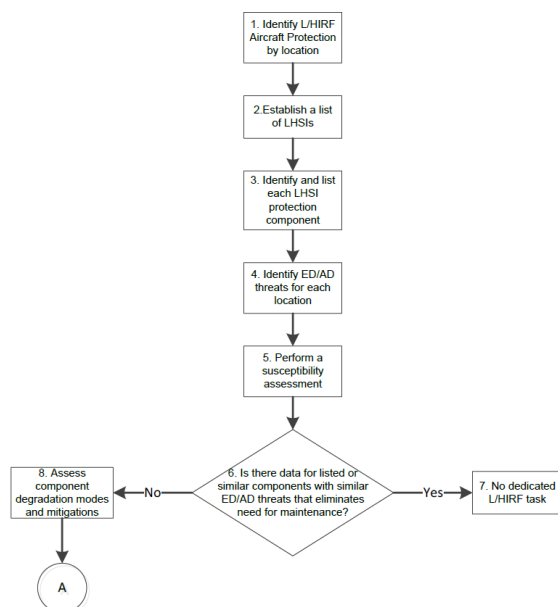 1. Identify L/HIRF
Aircraft Protection
by location
2.Establish a list
of LHSIs
3. Identify and list
each LHSI
protection
component
4. Identify ED/AD
threats for each
location
5. Perform a
susceptibility
assessment
6. Is there data for listed or
similar components with similar
ED/AD threats that eliminates
need for maintenance?
No
Yes
8. Assess
component
degradation modes
and mitigations
7. No dedicated
L/HIRF task
A